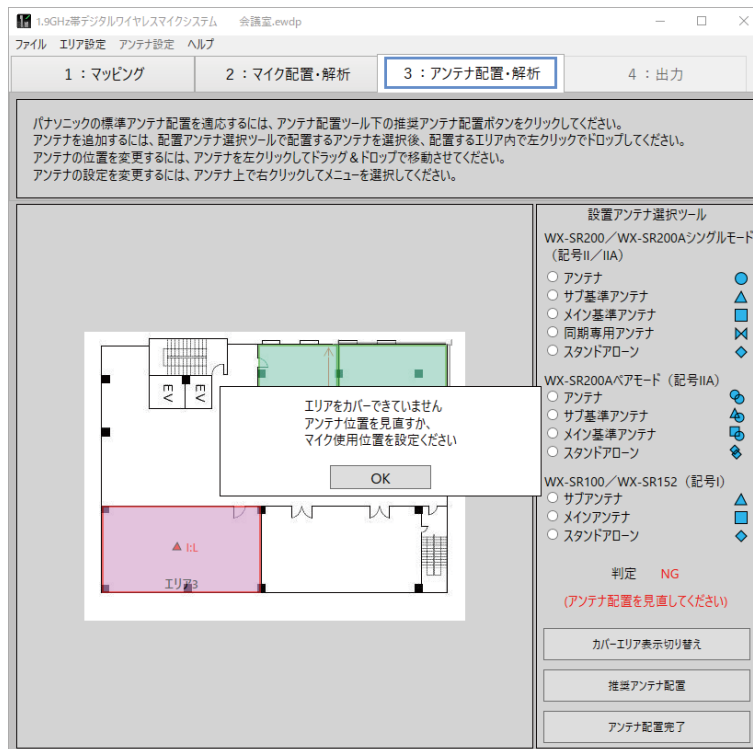 1.9GHz帯デジタルワイヤレスマイクシステム 会議室.ewdp
ファイル エリア設定 アンテナ設定 ヘルプ
1：マッピング 2：マイク配置・解析 3：アンテナ配置・解析 4：出力
パナソニックの標準アンテナ配置を適応するには、アンテナ配置ツール下の推奨アンテナ配置ボタンをクリックしてください。
アンテナを追加するには、配置アンテナ選択ツールで配置するアンテナを選択後、配置するエリア内で左クリックでドロップしてください。
アンテナの位置を変更するには、アンテナを左クリックしてドラッグ＆ドロップで移動させてください。
アンテナの設定を変更するには、アンテナ上で右クリックしてメニューを選択してください。
EV EV
エリアをカバーできていません
アンテナ位置を見直すか、
マイク使用位置を設定ください
OK
I:L
エリア3
設置アンテナ選択ツール
WX-SR200／WX-SR200Aシングルモード
（記号II／IIA）
アンテナ
サブ基準アンテナ
メイン基準アンテナ
同期専用アンテナ
スタンドアローン
WX-SR200Aペアモード（記号IIA）
アンテナ
サブ基準アンテナ
メイン基準アンテナ
スタンドアローン
WX-SR100／WX-SR152（記号I）
サブアンテナ
メインアンテナ
スタンドアローン
判定 NG
(アンテナ配置を見直してください)
カバーエリア表示切り替え
推奨アンテナ配置
アンテナ配置完了